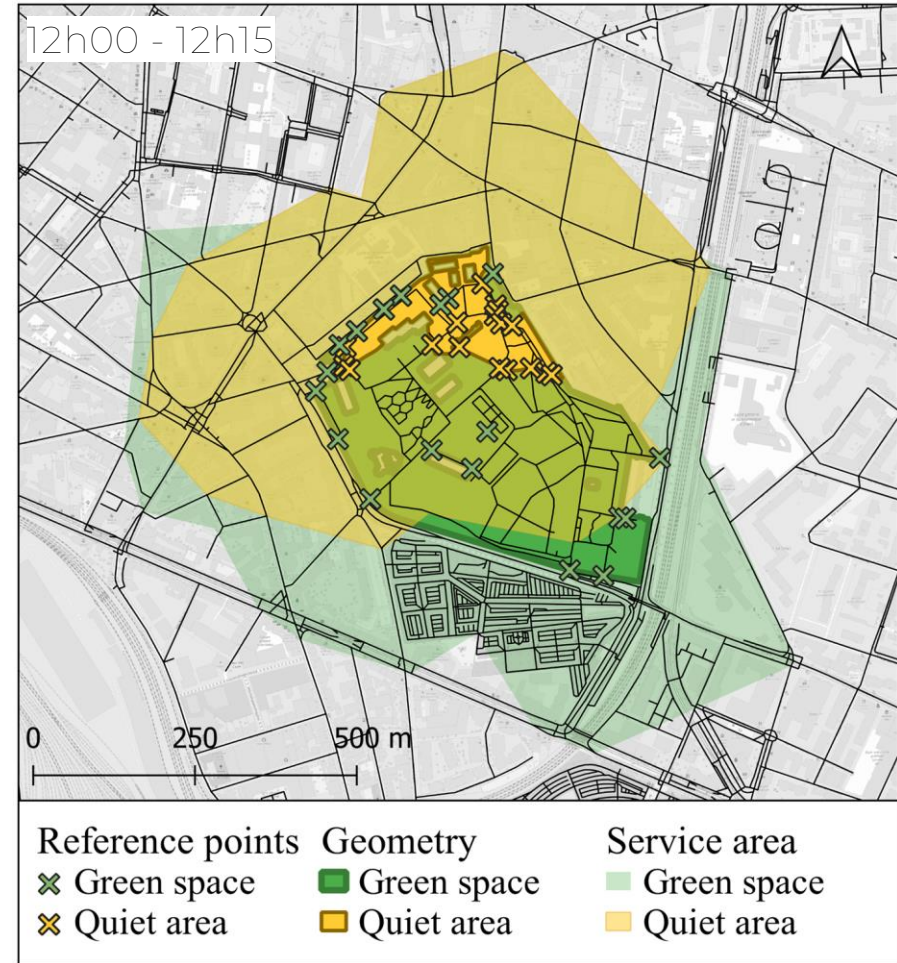 12h00 - 12h15
0 250 500 m
Reference points Geometry Service area
Green space Green space Green space
Quiet area Quiet area Quiet area